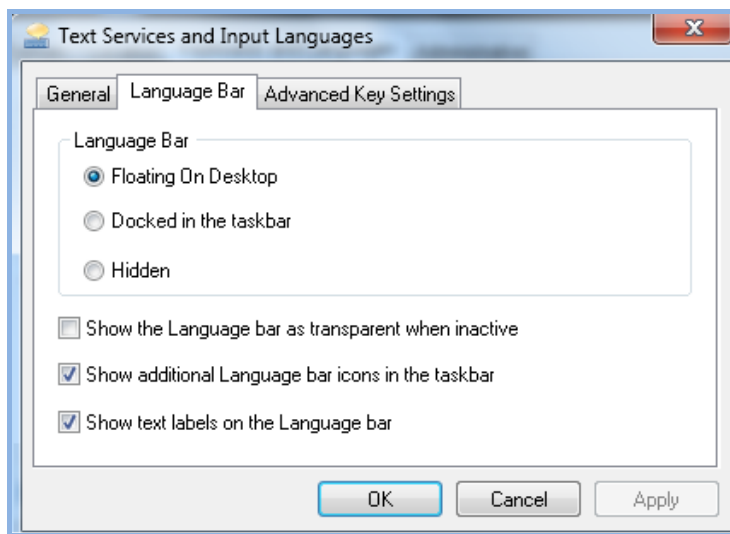 Text Services and Input Languages
General Language Bar Advanced Key Settings
Language Bar
Floating On Desktop
Docked in the taskbar
Hidden
Show the Language bar as transparent when inactive
Show additional Language bar icons in the taskbar
Show text labels on the Language bar
OK Cancel Apply